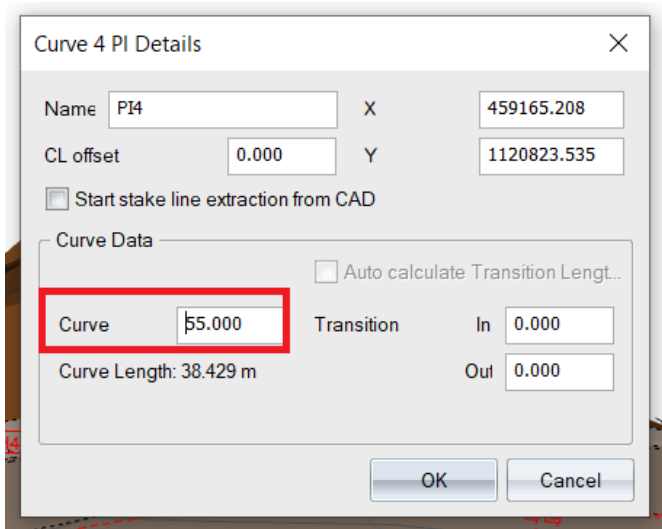 Curve 4 PI Details
Name PI4 X 459165.208
CL offset 0.000 Y 1120823.535
Start stake line extraction from CAD
Curve Data
Auto calculate Transition Lengt...
Curve 55.000 Transition In 0.000
Curve Length: 38.429 m Out 0.000
OK Cancel